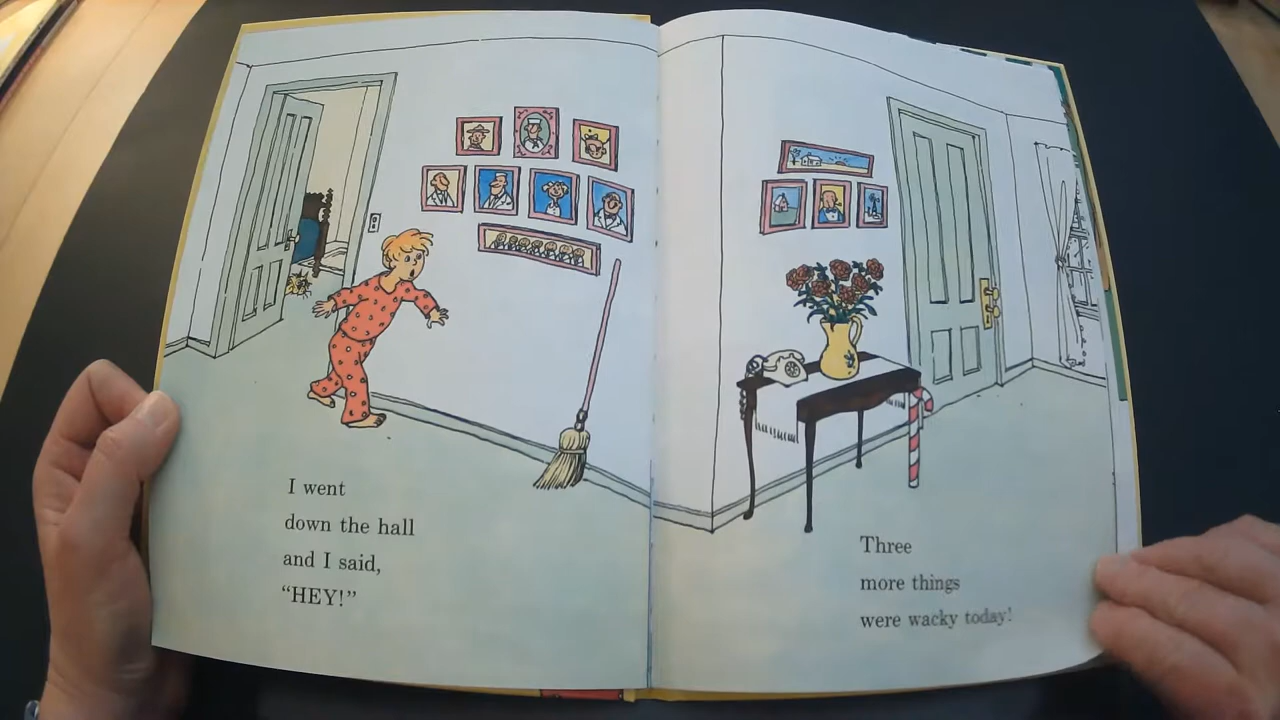 I went
down the hall
and I said,
“HEY!”
Three
more things
were wacky today!